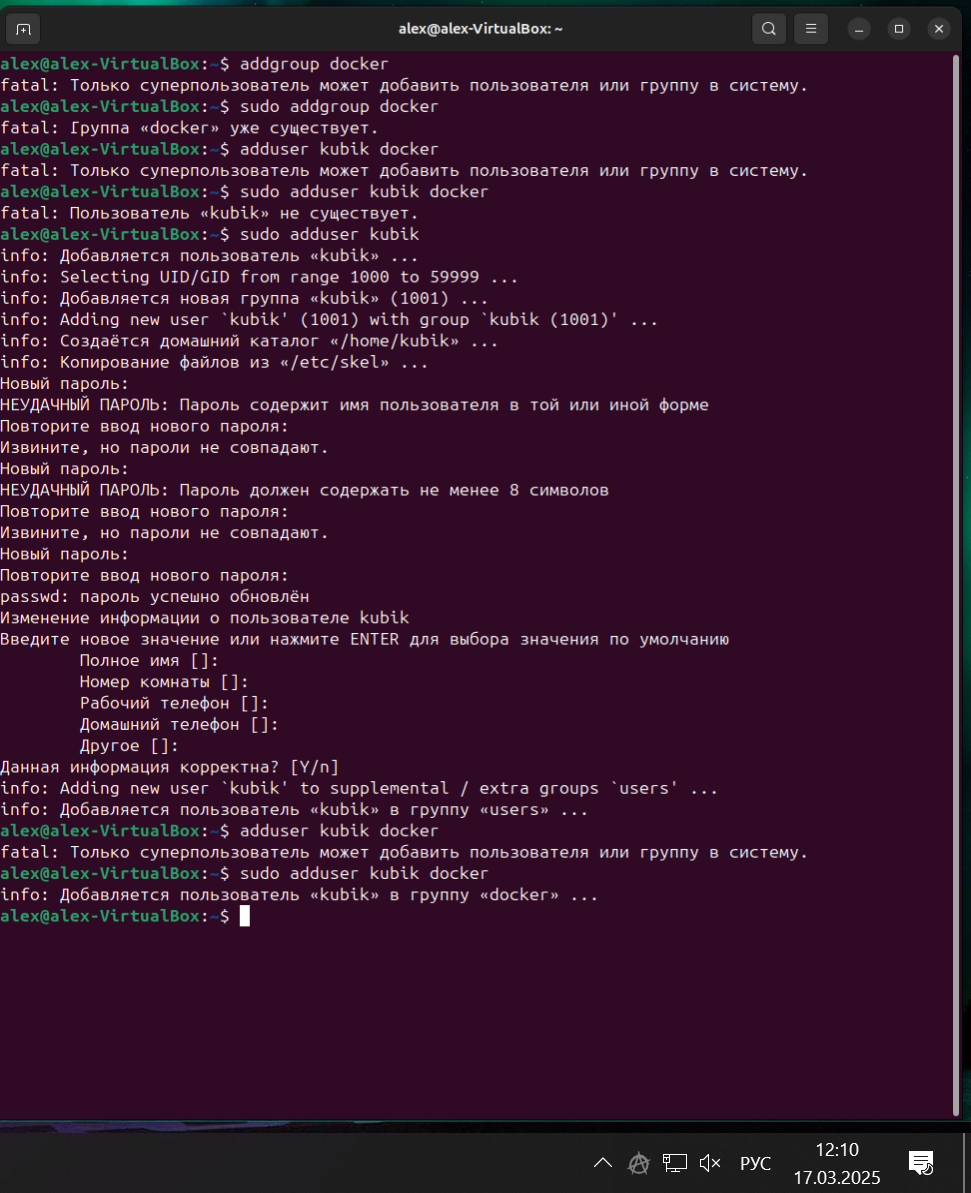 alex@alex-VirtualBox: ~
alex@alex-VirtualBox:~$ addgroup docker
fatal: Только суперпользователь может добавить пользователя или группу в систему.
alex@alex-VirtualBox:~$ sudo addgroup docker
fatal: Группа «docker» уже существует.
alex@alex-VirtualBox:~$ adduser kubik docker
fatal: Только суперпользователь может добавить пользователя или группу в систему.
alex@alex-VirtualBox:~$ sudo adduser kubik docker
fatal: Пользователь «kubik» не существует.
alex@alex-VirtualBox:~$ sudo adduser kubik
info: Добавляется пользователь «kubik» ...
info: Selecting UID/GID from range 1000 to 59999 ...
info: Добавляется новая группа «kubik» (1001) ...
info: Adding new user `kubik' (1001) with group `kubik (1001)' ...
info: Создаётся домашний каталог «/home/kubik» ...
info: Копирование файлов из «/etc/skel» ...
Новый пароль:
НЕУДАЧНЫЙ ПАРОЛЬ: Пароль содержит имя пользователя в той или иной форме
Повторите ввод нового пароля:
Извините, но пароли не совпадают.
Новый пароль:
НЕУДАЧНЫЙ ПАРОЛЬ: Пароль должен содержать не менее 8 символов
Повторите ввод нового пароля:
Извините, но пароли не совпадают.
Новый пароль:
Повторите ввод нового пароля:
passwd: пароль успешно обновлён
Изменение информации о пользователе kubik
Введите новое значение или нажмите ENTER для выбора значения по умолчанию
Полное имя []:
Номер комнаты []:
Рабочий телефон []:
Домашний телефон []:
Другое []:
Данная информация корректна? [Y/n]
info: Adding new user `kubik' to supplemental / extra groups `users' ...
info: Добавляется пользователь «kubik» в группу «users» ...
alex@alex-VirtualBox:~$ adduser kubik docker
fatal: Только суперпользователь может добавить пользователя или группу в систему.
alex@alex-VirtualBox:~$ sudo adduser kubik docker
info: Добавляется пользователь «kubik» в группу «docker» ...
alex@alex-VirtualBox:~$
РУС
12:10
17.03.2025